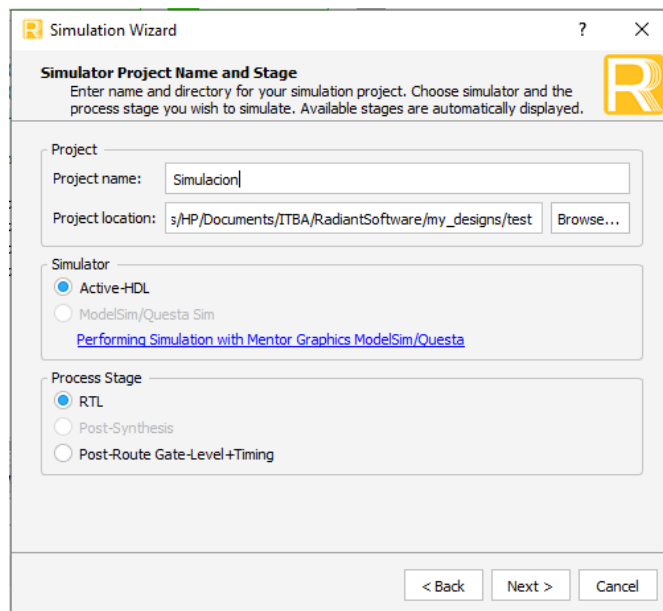 Simulation Wizard
Simulator Project Name and Stage
Enter name and directory for your simulation project. Choose simulator and the
process stage you wish to simulate. Available stages are automatically displayed.
Project
Project name:
Simulacion
Project location:
s/HP/Documents/ITBA/RadiantSoftware/my_designs/test
Browse...
Simulator
Active-HDL
ModelSim/Questa Sim
Performing Simulation with Mentor Graphics ModelSim/Questa
Process Stage
RTL
Post-Synthesis
Post-Route Gate-Level+Timing
< Back
Next >
Cancel